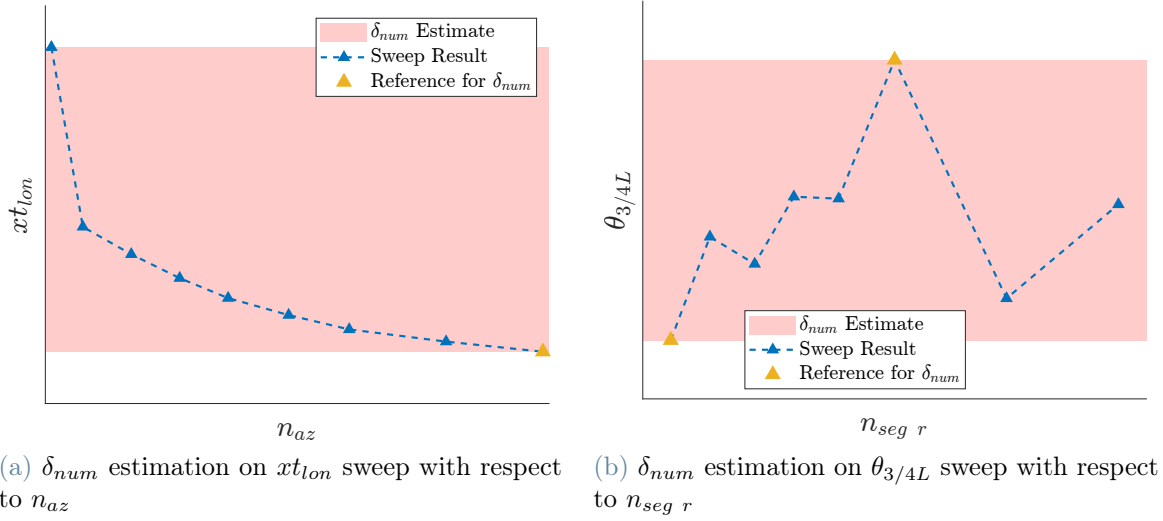 δnum Estimate
Sweep Result
Reference for δnum
xtlon
naz
(a) δnum estimation on xtlon sweep with respect
to naz
θ3/4L
δnum Estimate
Sweep Result
Reference for δnum
nseg r
(b) δnum estimation on θ3/4L sweep with respect
to nseg r